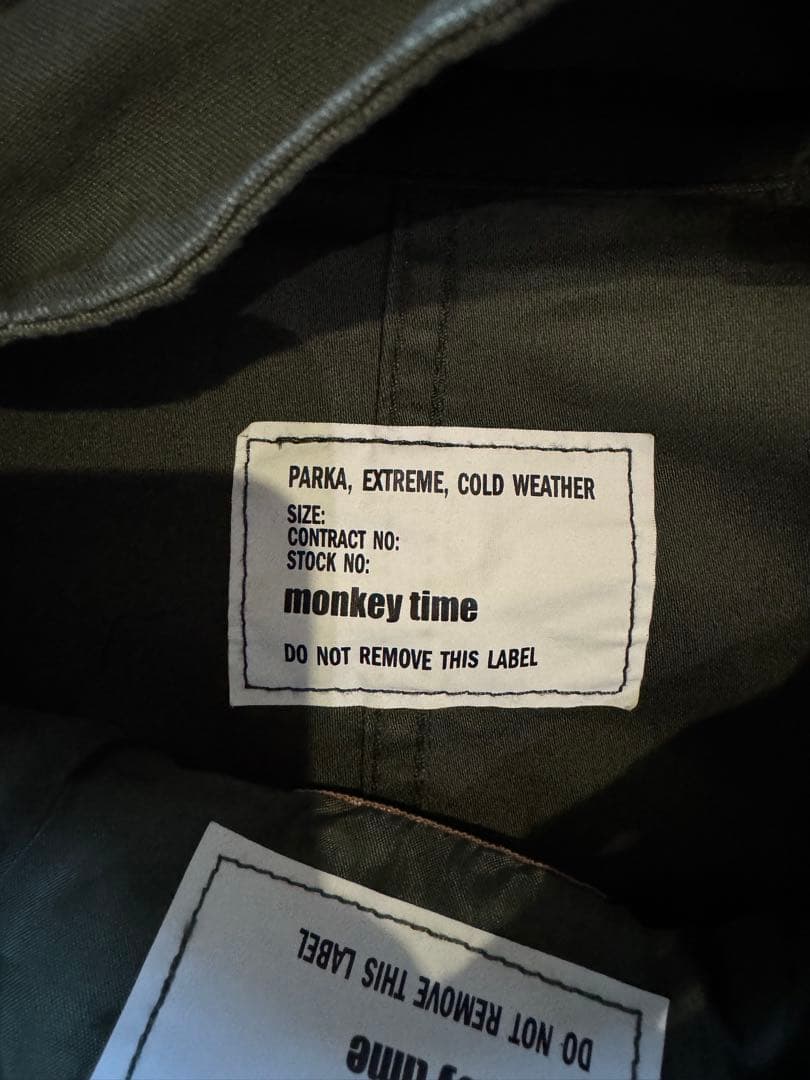 PARKA, EXTREME, COLD WEATHER
SIZE:
CONTRACT NO:
STOCK NO:
monkey time
DO NOT REMOVE THIS LABEL
DO NOT REMOVE THIS LABEL
time